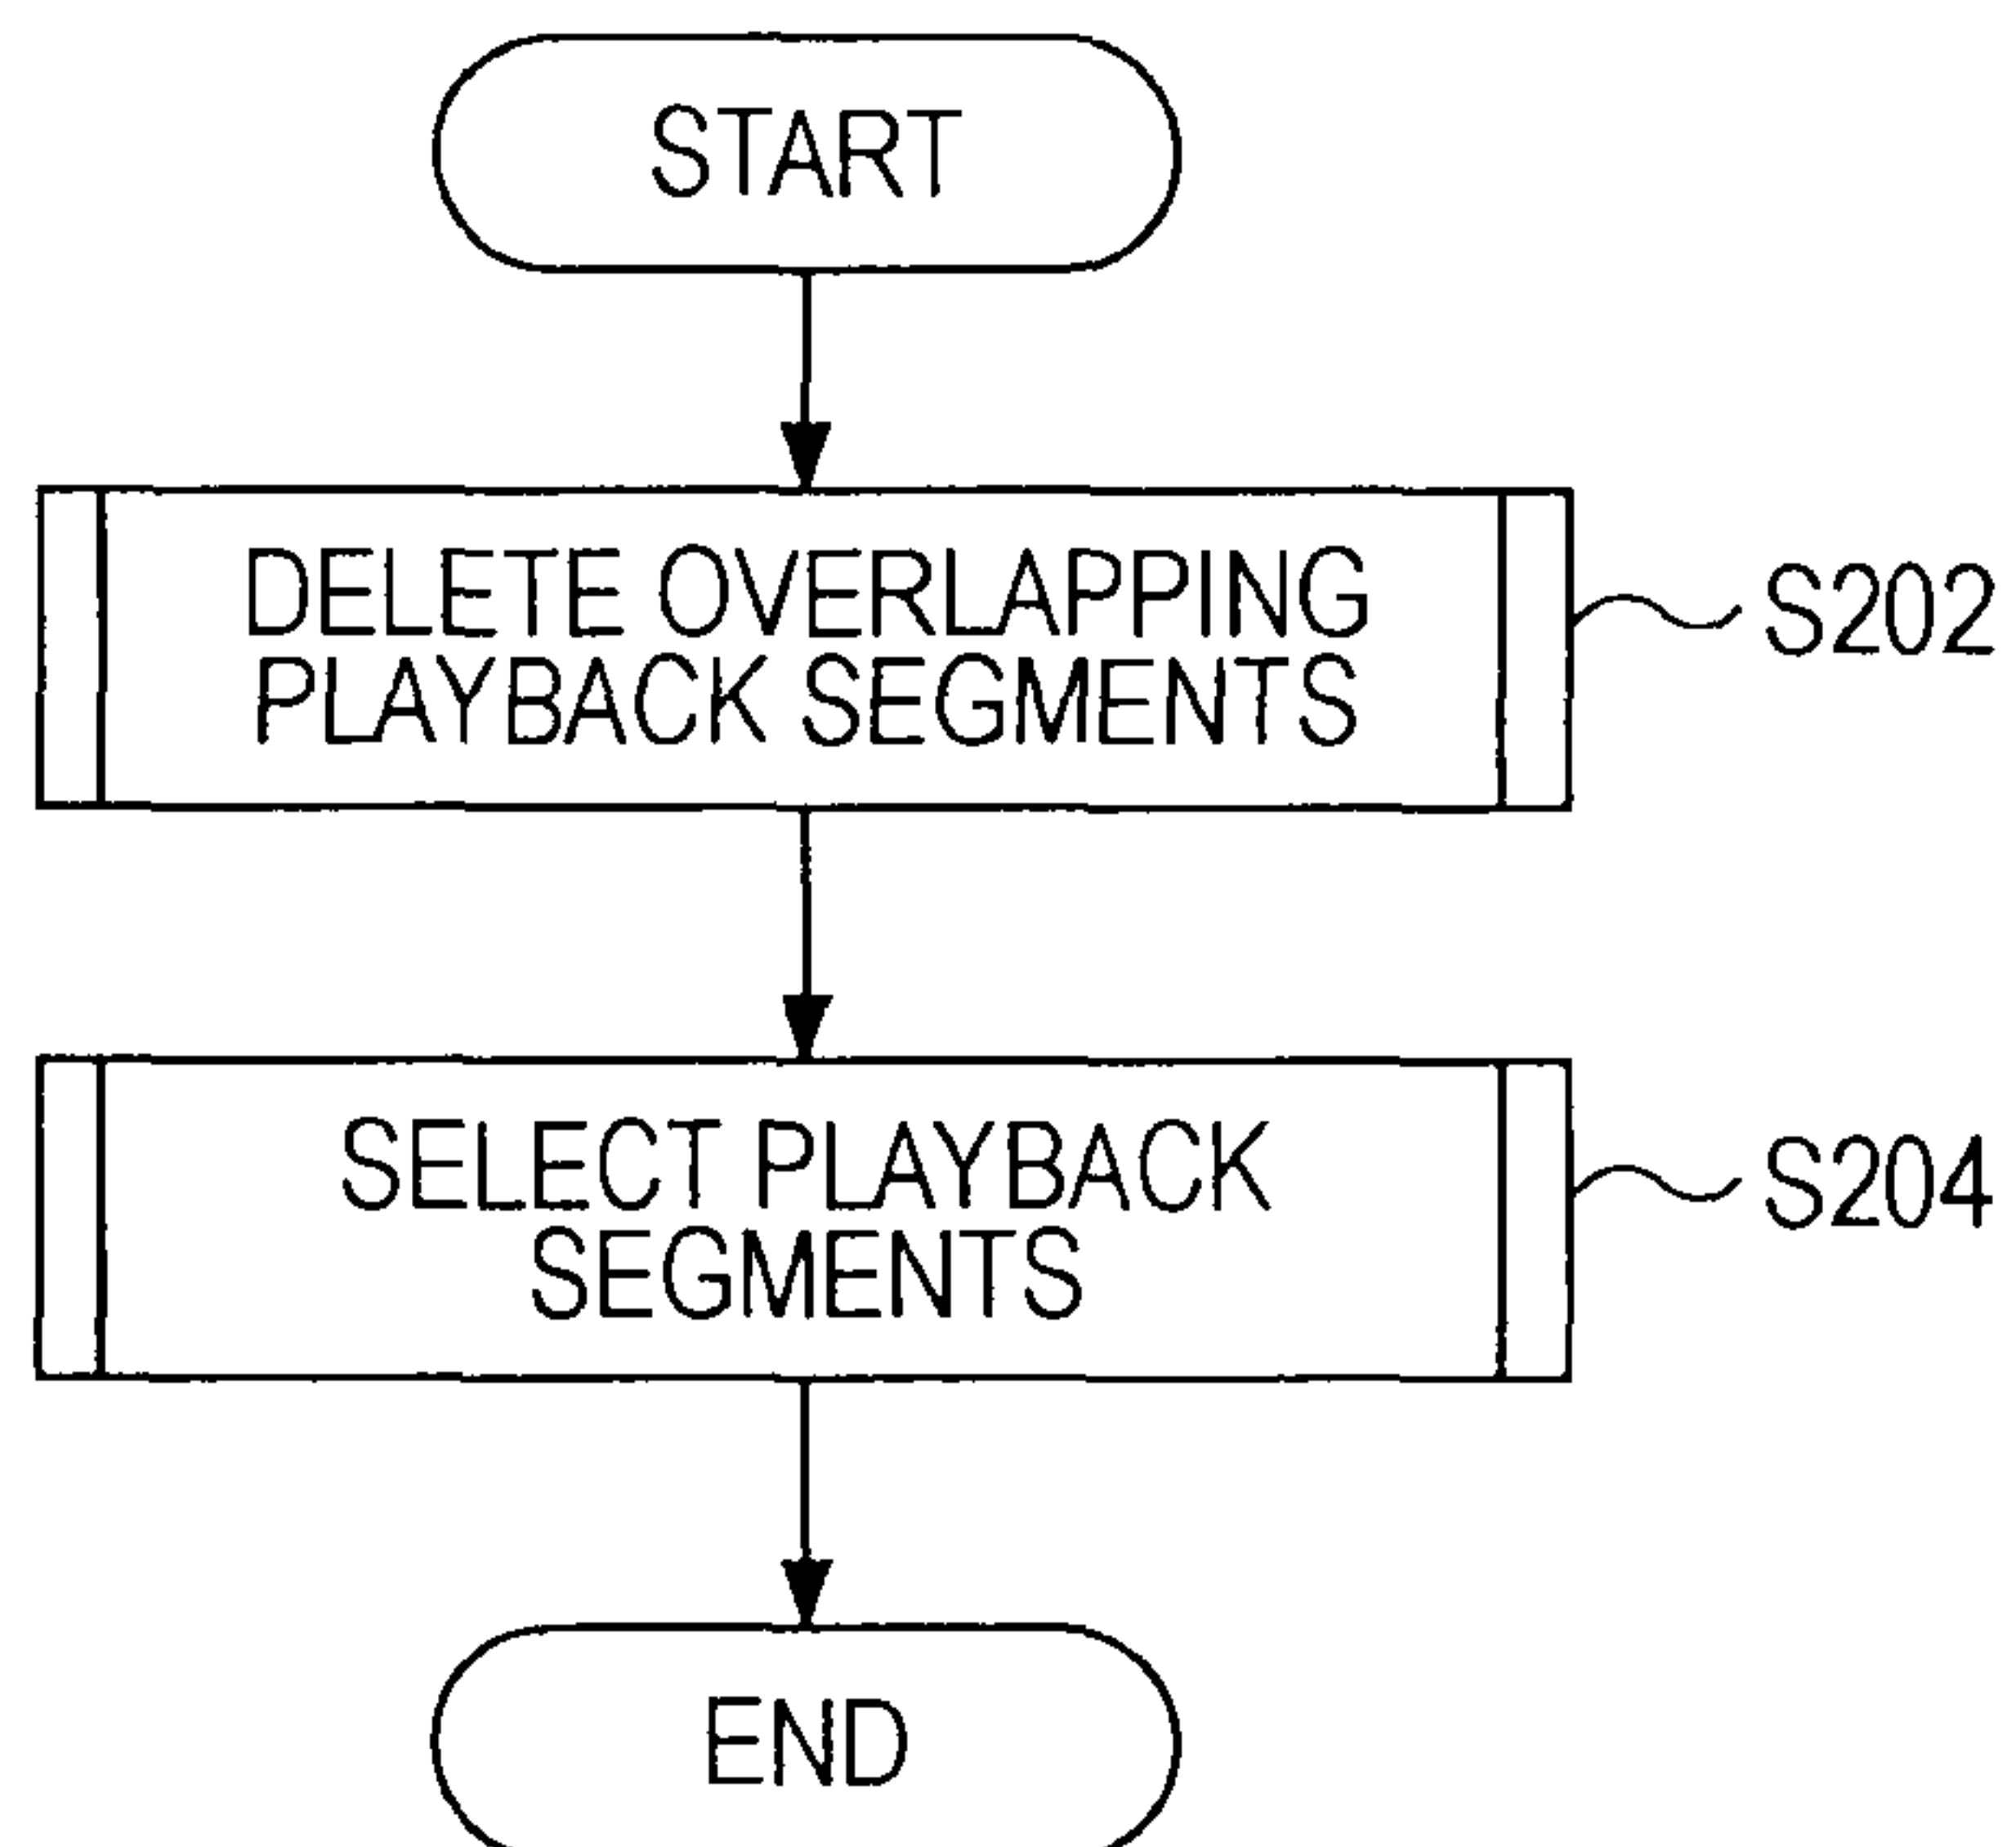 START
DELETE OVERLAPPING
PLAYBACK SEGMENTS
S202
SELECT PLAYBACK
SEGMENTS
S204
END